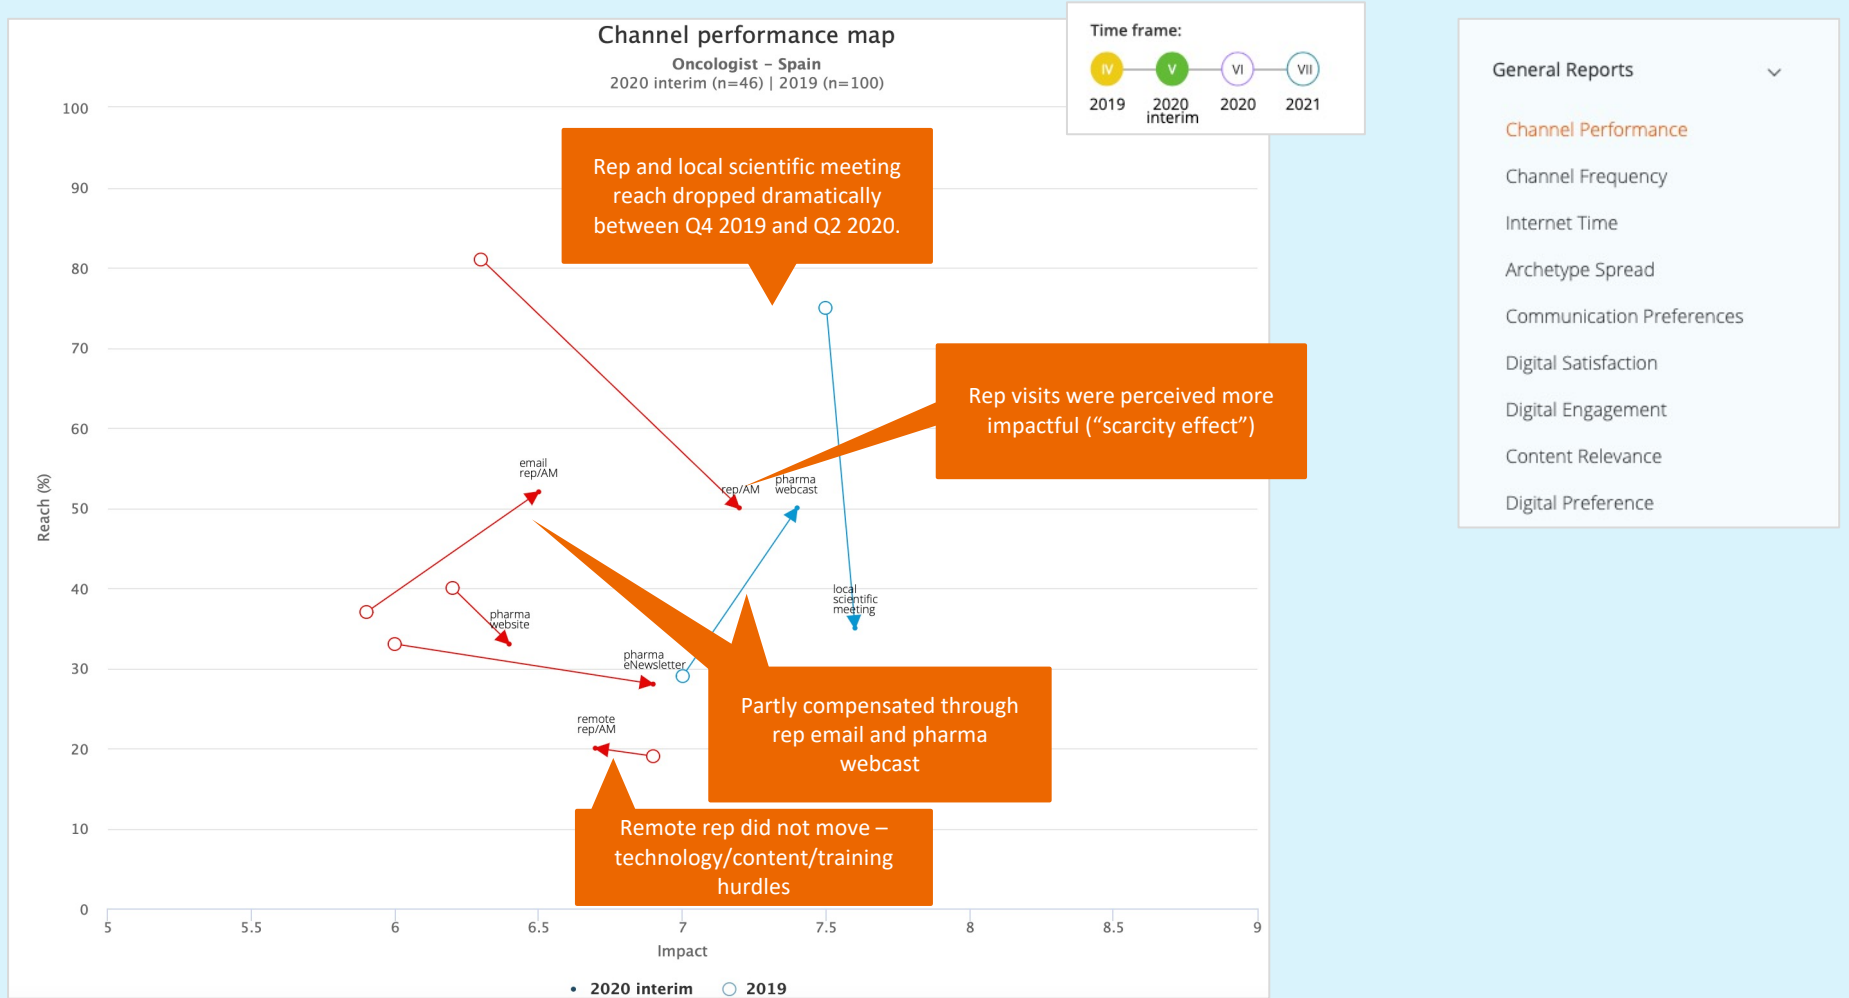 Channel performance map
Oncologist – Spain
2020 interim (n=46) | 2019 (n=100)
Time frame:
IV
V
VI
VII
2019
2020
interim
2020
2021
General Reports
Channel Performance
Channel Frequency
Internet Time
Archetype Spread
Communication Preferences
Digital Satisfaction
Digital Engagement
Content Relevance
Digital Preference
Rep and local scientific meeting
reach dropped dramatically
between Q4 2019 and Q2 2020.
Rep visits were perceived more
impactful (“scarcity effect”)
Partly compensated through
rep email and pharma
webcast
Remote rep did not move –
technology/content/training
hurdles
email
rep/AM
rep/AM
pharma
webcast
local
scientific
meeting
pharma
website
pharma
eNewsletter
remote
rep/AM
Reach (%)
100
90
80
70
60
50
40
30
20
10
0
5
5.5
6
6.5
7
7.5
8
8.5
9
Impact
2020 interim
2019